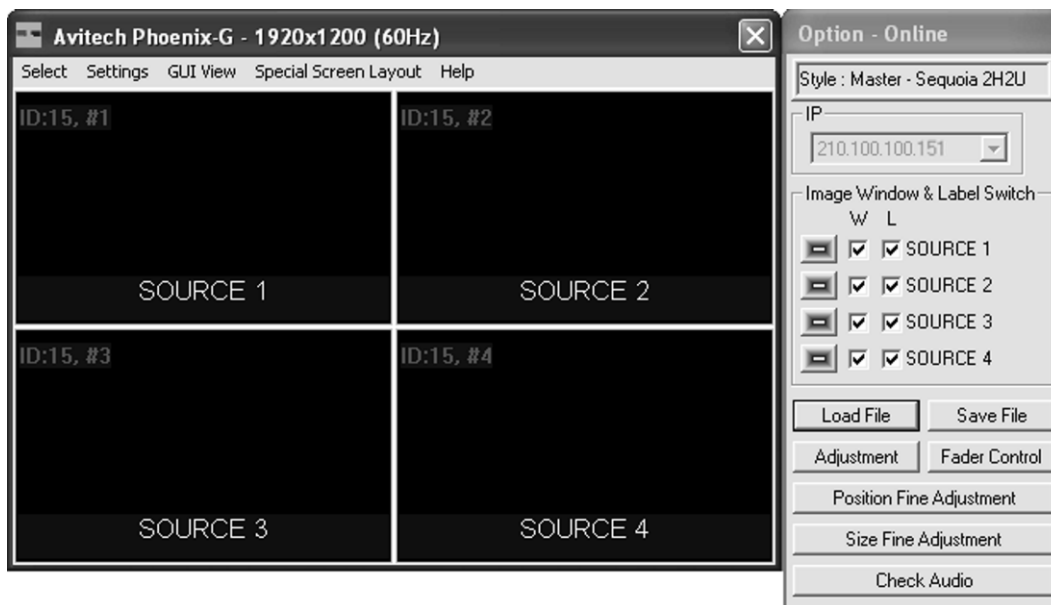 Avitech Phoenix-G - 1920x1200 (60Hz)
Select Settings GUI View Special Screen Layout Help
ID:15, #1
ID:15, #2
SOURCE 1
SOURCE 2
ID:15, #3
ID:15, #4
SOURCE 3
SOURCE 4
Option - Online
Style : Master - Sequoia 2H2U
IP
210.100.100.151
Image Window & Label Switch
W L
SOURCE 1
SOURCE 2
SOURCE 3
SOURCE 4
Load File Save File
Adjustment Fader Control
Position Fine Adjustment
Size Fine Adjustment
Check Audio